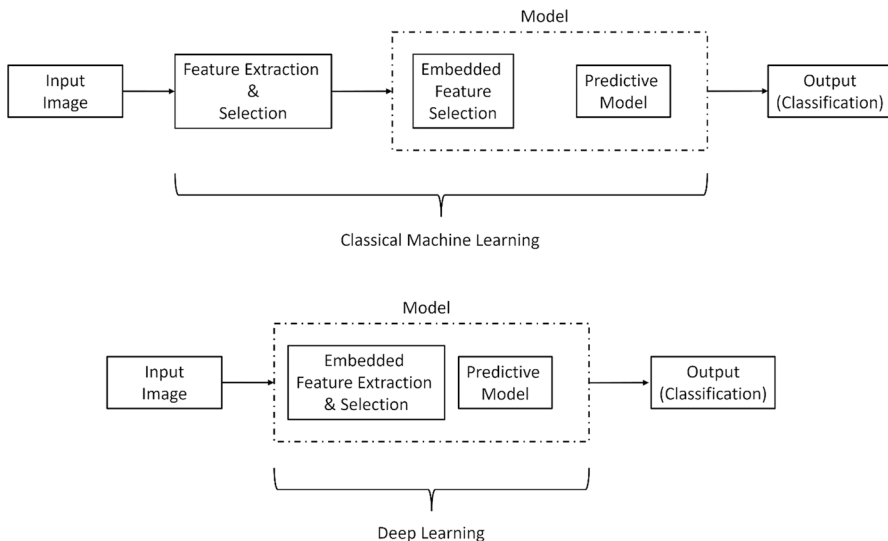 Model
Input
Image
Feature Extraction
&
Selection
Embedded
Feature
Selection
Predictive
Model
Output
(Classification)
Classical Machine Learning
Model
Input
Image
Embedded
Feature Extraction
& Selection
Predictive
Model
Output
(Classification)
Deep Learning